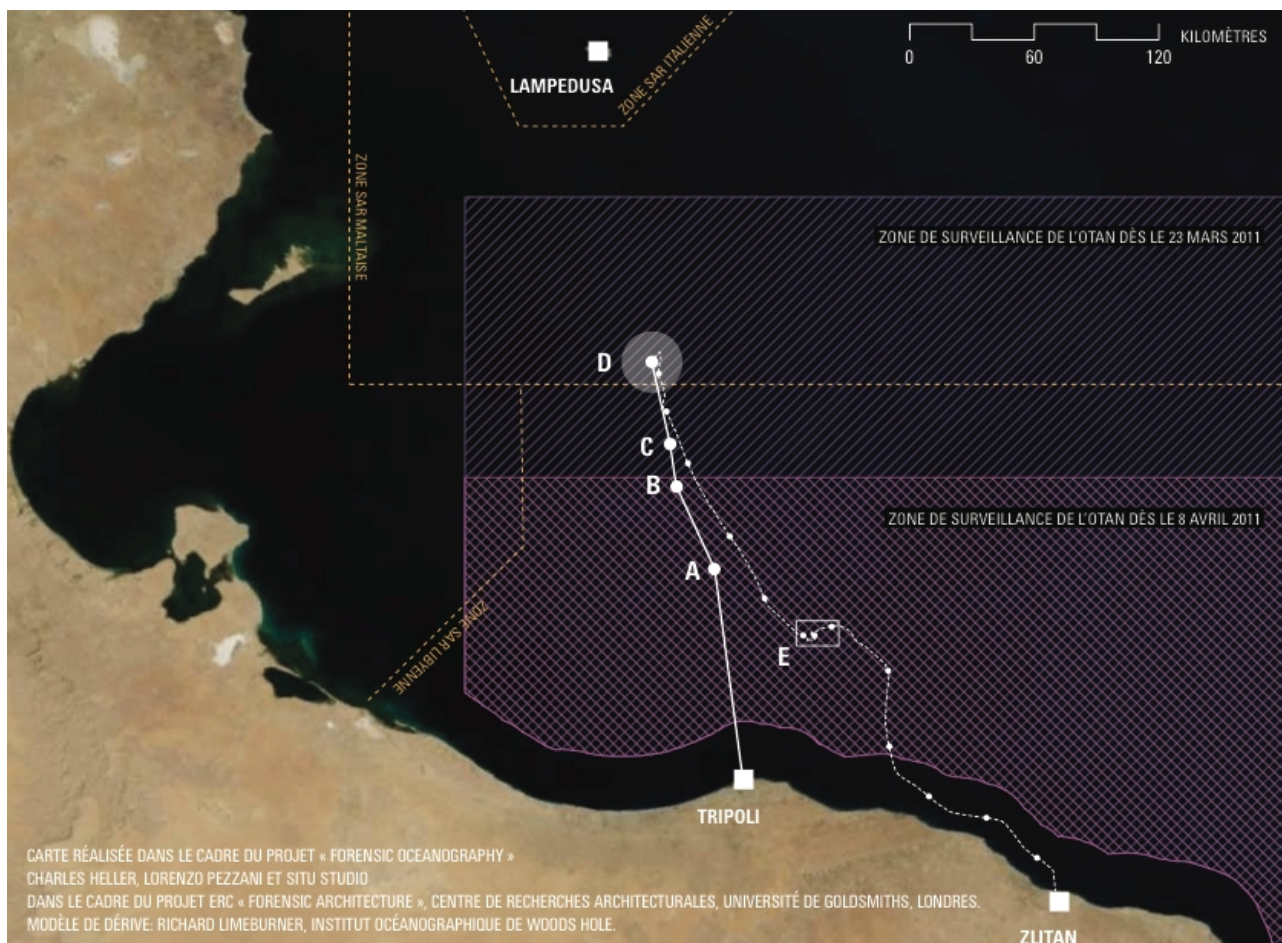 KILOMÈTRES
0 60 120
LAMPEDUSA
ZONE SAR ITALIENNE
ZONE SAR MALTAISE
ZONE DE SURVEILLANCE DE L'OTAN DÈS LE 23 MARS 2011
D
C
B
ZONE DE SURVEILLANCE DE L'OTAN DÈS LE 8 AVRIL 2011
A
ZONE SAR LIBYENNE
E
TRIPOLI
CARTE RÉALISÉE DANS LE CADRE DU PROJET « FORENSIC OCEANOGRAPHY »
CHARLES HELLER, LORENZO PEZZANI ET SITU STUDIO
DANS LE CADRE DU PROJET ERC « FORENSIC ARCHITECTURE », CENTRE DE RECHERCHES ARCHITECTURALES, UNIVERSITÉ DE GOLDSMITHS, LONDRES.
MODÈLE DE DÉRIVE: RICHARD LIMEBURNER, INSTITUT OCÉANOGRAPHIQUE DE WOODS HOLE.
ZLITAN